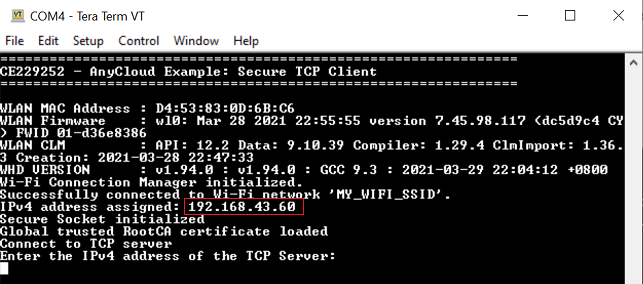 COM4 - Tera Term VT
File Edit Setup Control Window Help
============================================================
CE229252 - AnyCloud Example: Secure TCP Client
============================================================
WLAN MAC Address : D4:53:83:0D:6B:C6
WLAN Firmware : wl0: Mar 28 2021 22:55:55 version 7.45.98.117 (dc5d9c4 CY
) FWID 01-d36e8386
WLAN CLM : API: 12.2 Data: 9.10.39 Compiler: 1.29.4 ClmImport: 1.36.
3 Creation: 2021-03-28 22:47:33
WHD VERSION : v1.94.0 : v1.94.0 : GCC 9.3 : 2021-03-29 22:04:12 +0800
Wi-Fi Connection Manager initialized.
Successfully connected to Wi-Fi network 'MY_WIFI_SSID'.
IPv4 address assigned: 192.168.43.60
Secure Socket initialized
Global trusted RootCA certificate loaded
Connect to TCP server
Enter the IPv4 address of the TCP Server: